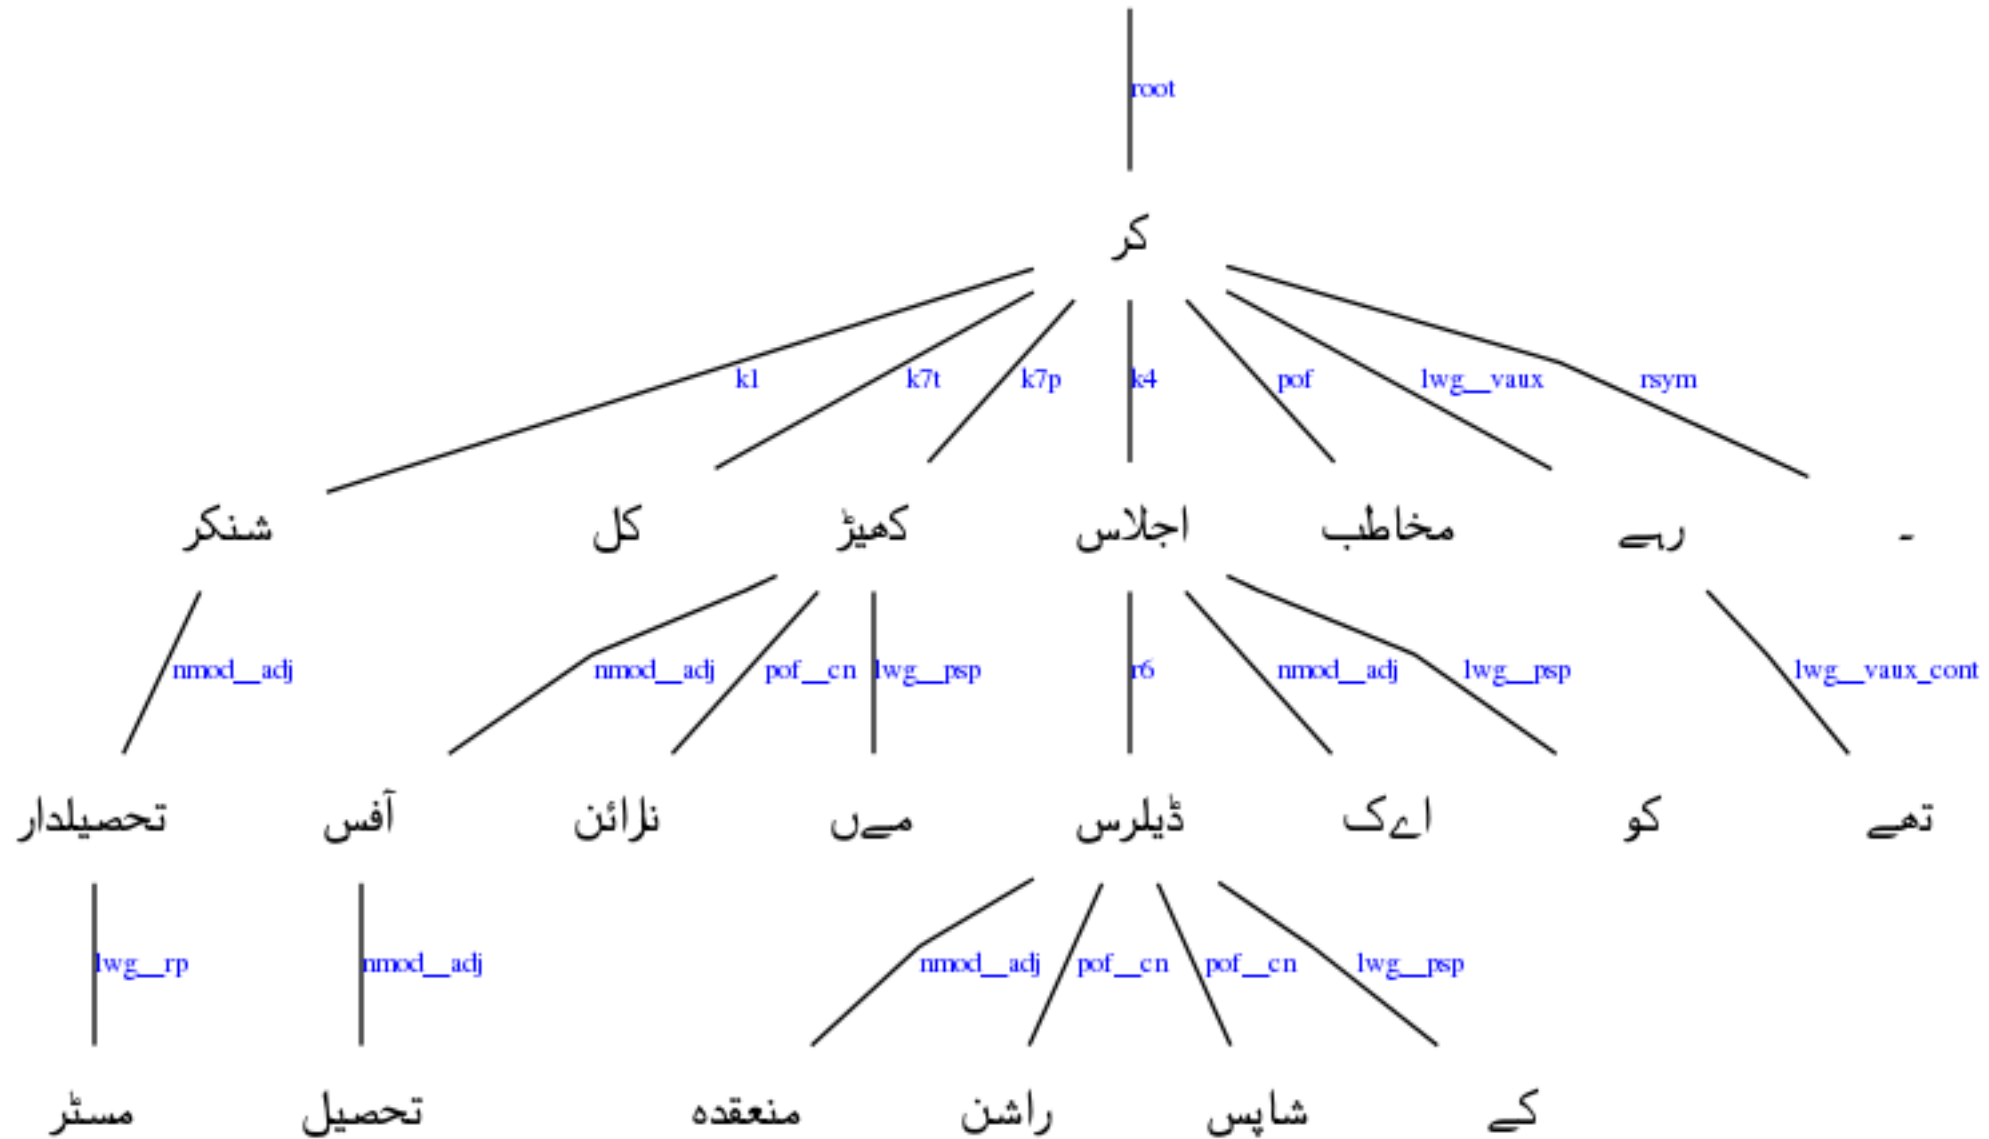 root
کر
k1 k7t k7p k4 pof lwg__vaux rsym
شنکر کل کھیڑ اجلاس مخاطب رہے ۔
nmod__adj nmod__adj pof__cn lwg__psp r6 nmod__adj lwg__psp lwg__vaux_cont
تحصیلدار آفس نارائن مےں ڈیلرس اےک کو تھے
lwg__rp nmod__adj nmod__adj pof__cn pof__cn lwg__psp
مسٹر تحصیل منعقدہ راشن شاپس کے